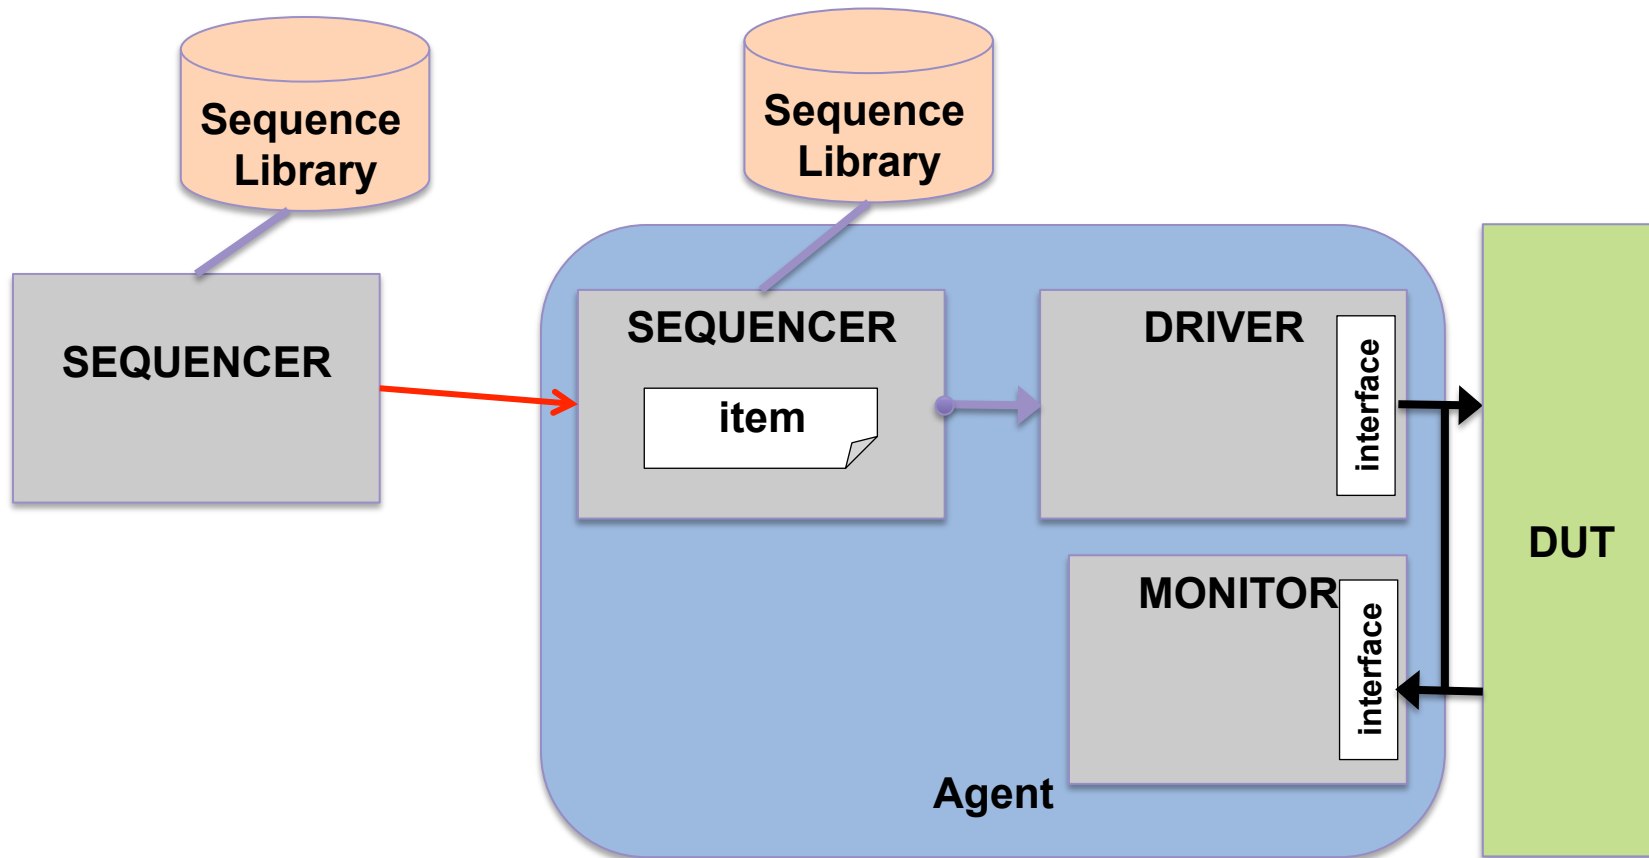 Sequence
Library
Sequence
Library
SEQUENCER
SEQUENCER
item
DRIVER
interface
MONITOR
interface
Agent
DUT